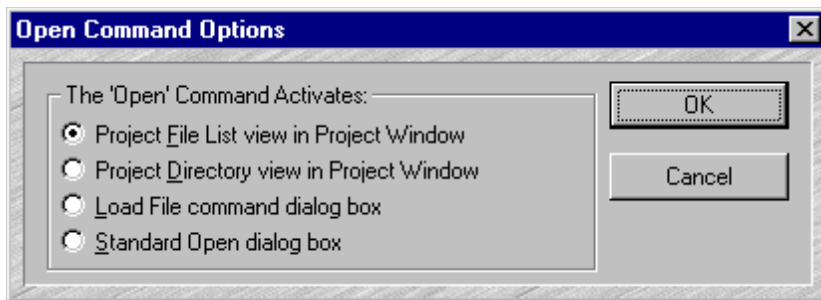 Open Command Options
The 'Open' Command Activates:
Project File List view in Project Window
Project Directory view in Project Window
Load File command dialog box
Standard Open dialog box
OK
Cancel